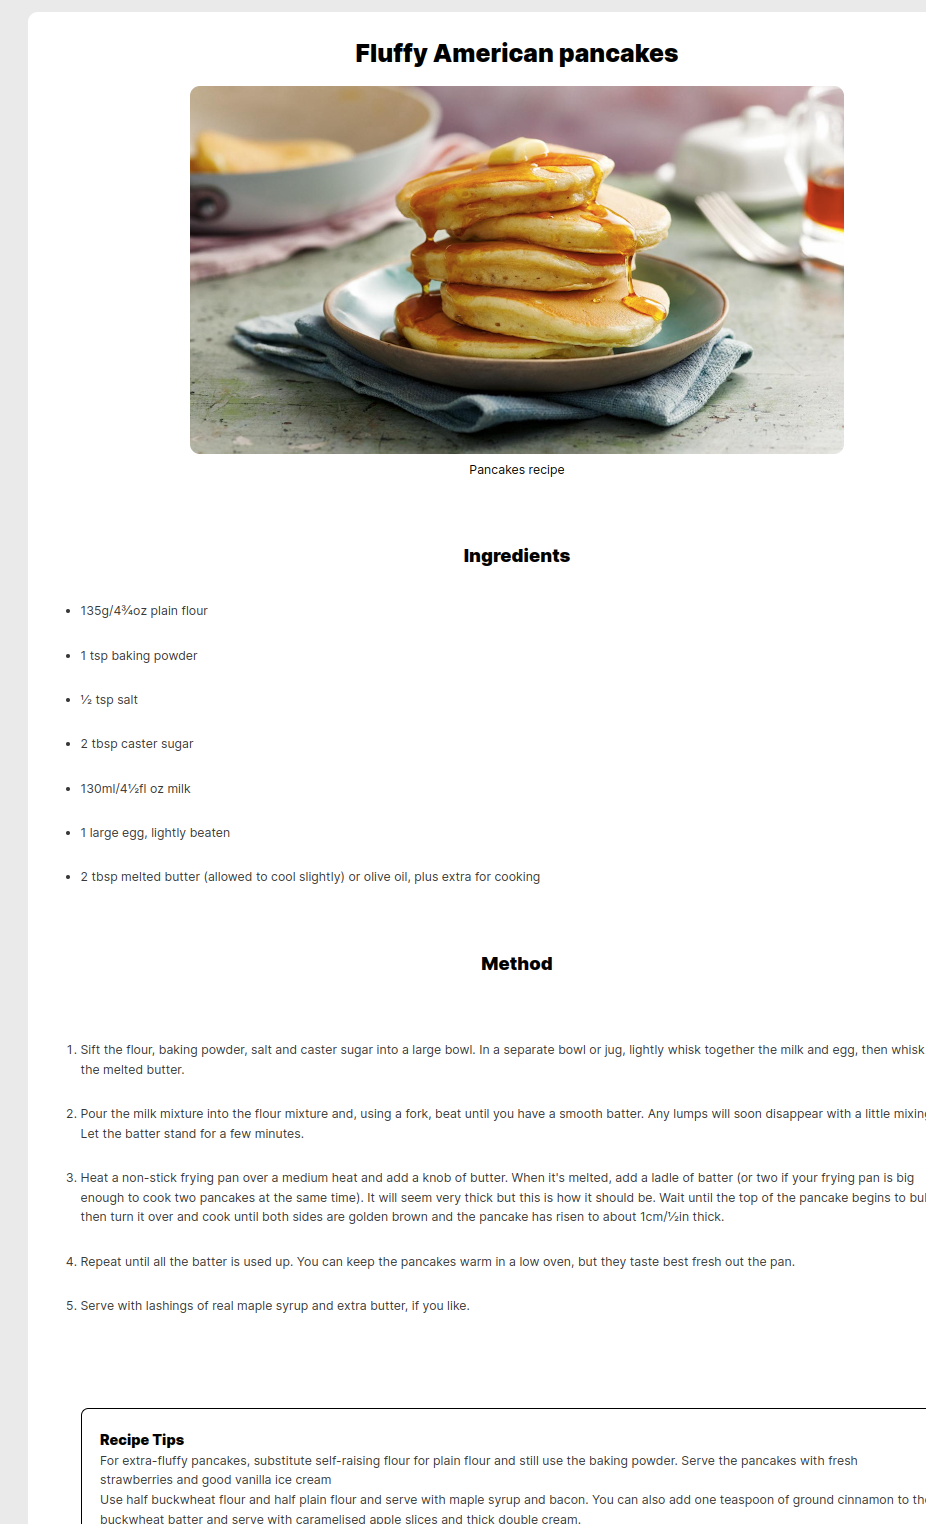 Fluffy American pancakes
Pancakes recipe
Ingredients
• 135g/4¾oz plain flour
• 1 tsp baking powder
• ½ tsp salt
• 2 tbsp caster sugar
• 130ml/4½fl oz milk
• 1 large egg, lightly beaten
• 2 tbsp melted butter (allowed to cool slightly) or olive oil, plus extra for cooking
Method
1. Sift the flour, baking powder, salt and caster sugar into a large bowl. In a separate bowl or jug, lightly whisk together the milk and egg, then whisk
the melted butter.
2. Pour the milk mixture into the flour mixture and, using a fork, beat until you have a smooth batter. Any lumps will soon disappear with a little
Let the batter stand for a few minutes.
3. Heat a non-stick frying pan over a medium heat and add a knob of butter. When it's melted, add a ladle of batter (or two if your frying pan is big
enough to cook two pancakes at the same time). It will seem very thick but this is how it should be. Wait until the top of the pancake begins to
then turn it over and cook until both sides are golden brown and the pancake has risen to about 1cm/½in thick.
4. Repeat until all the batter is used up. You can keep the pancakes warm in a low oven, but they taste best fresh out the pan.
5. Serve with lashings of real maple syrup and extra butter, if you like.
Recipe Tips
For extra-fluffy pancakes, substitute self-raising flour for plain flour and still use the baking powder. Serve the pancakes with fresh
strawberries and good vanilla ice cream
Use half buckwheat flour and half plain flour and serve with maple syrup and bacon. You can also add one teaspoon of ground cinnamon to
buckwheat batter and serve with caramelised apple slices and thick double cream.